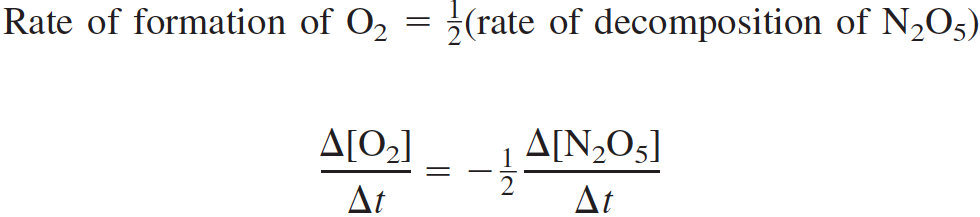 Rate of formation of O₂ = ½(rate of decomposition of N₂O₅)
Δ[O₂]/Δt = −½ Δ[N₂O₅]/Δt